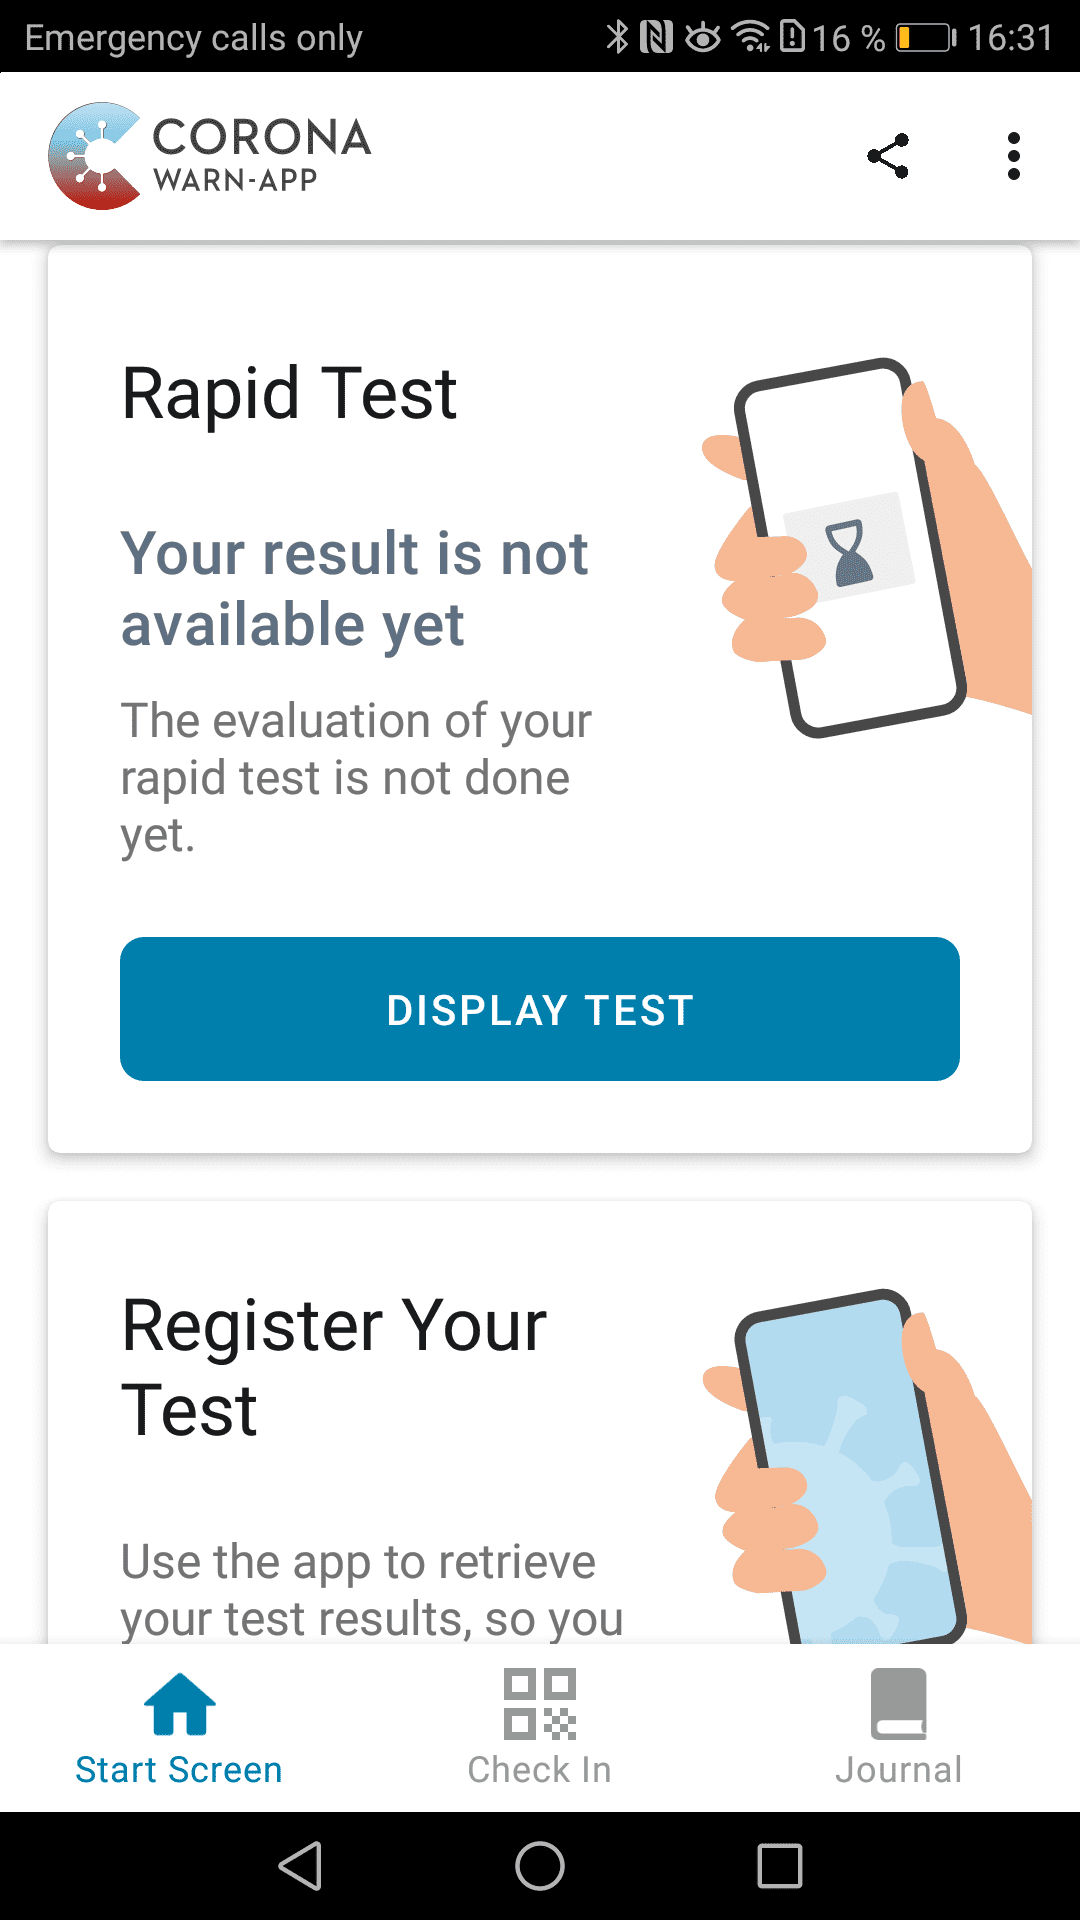 Emergency calls only 16 % 16:31
CORONA
WARN-APP
Rapid Test
Your result is not
available yet
The evaluation of your
rapid test is not done
yet.
DISPLAY TEST
Register Your
Test
Use the app to retrieve
your test results, so you
Start Screen Check In Journal